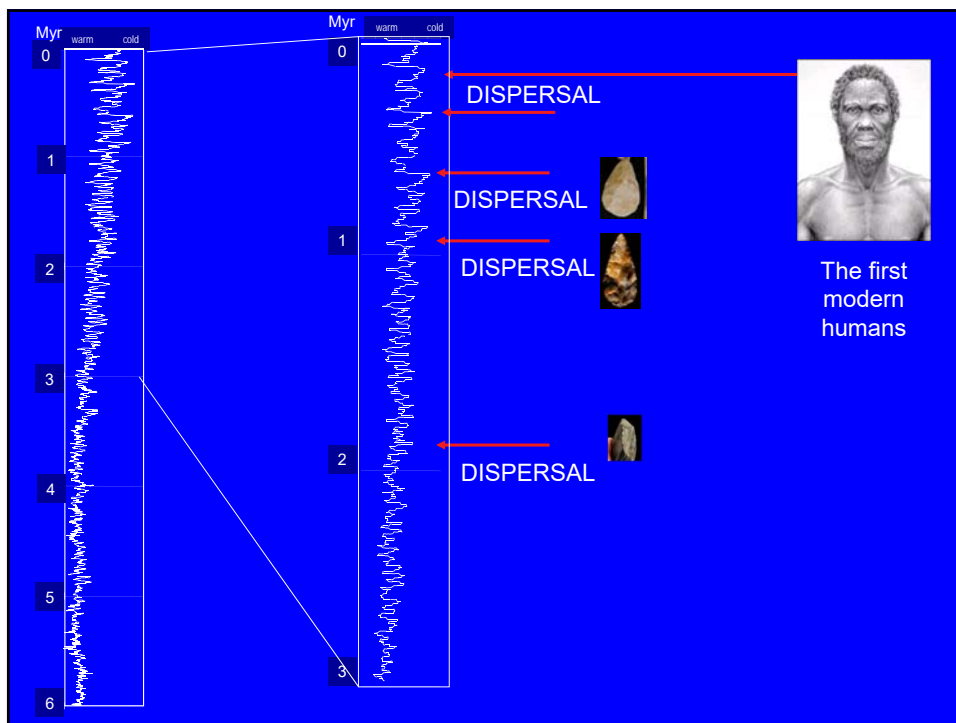 Myr
warm cold
0
1
2
3
4
5
6
Myr
warm cold
0
1
2
3
DISPERSAL
DISPERSAL
DISPERSAL
DISPERSAL
The first
modern
humans